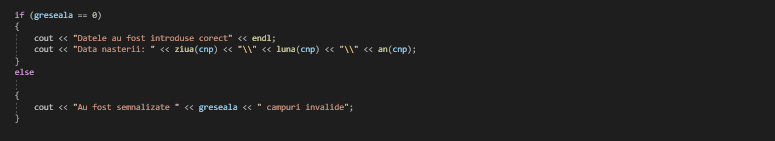 if (greseala == 0)
{
cout << "Datele au fost introduse corect" << endl;
cout << "Data nasterii: " << ziua(cnp) << "\\" << luna(cnp) << "\\" << an(cnp);
}
else
{
cout << "Au fost semnalizate " << greseala << " campuri invalide";
}